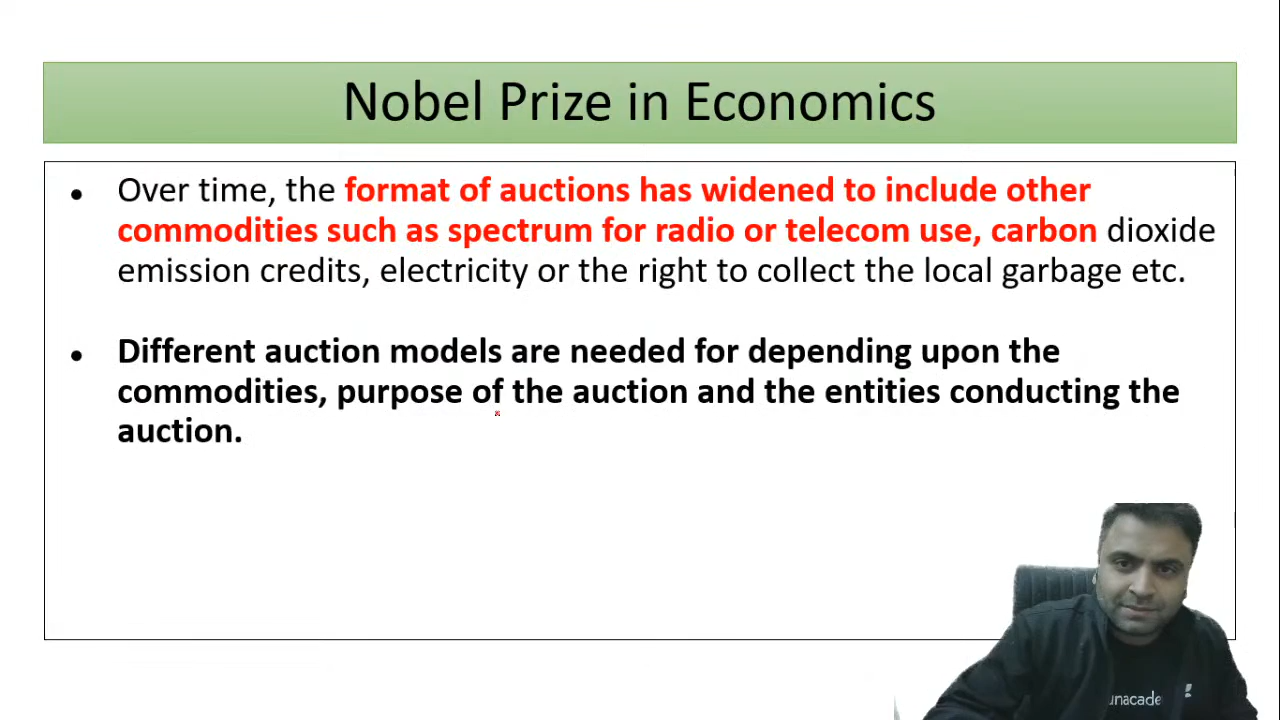 Nobel Prize in Economics
• Over time, the format of auctions has widened to include other
commodities such as spectrum for radio or telecom use, carbon dioxide
emission credits, electricity or the right to collect the local garbage etc.
• Different auction models are needed for depending upon the
commodities, purpose of the auction and the entities conducting the
auction.
unacade